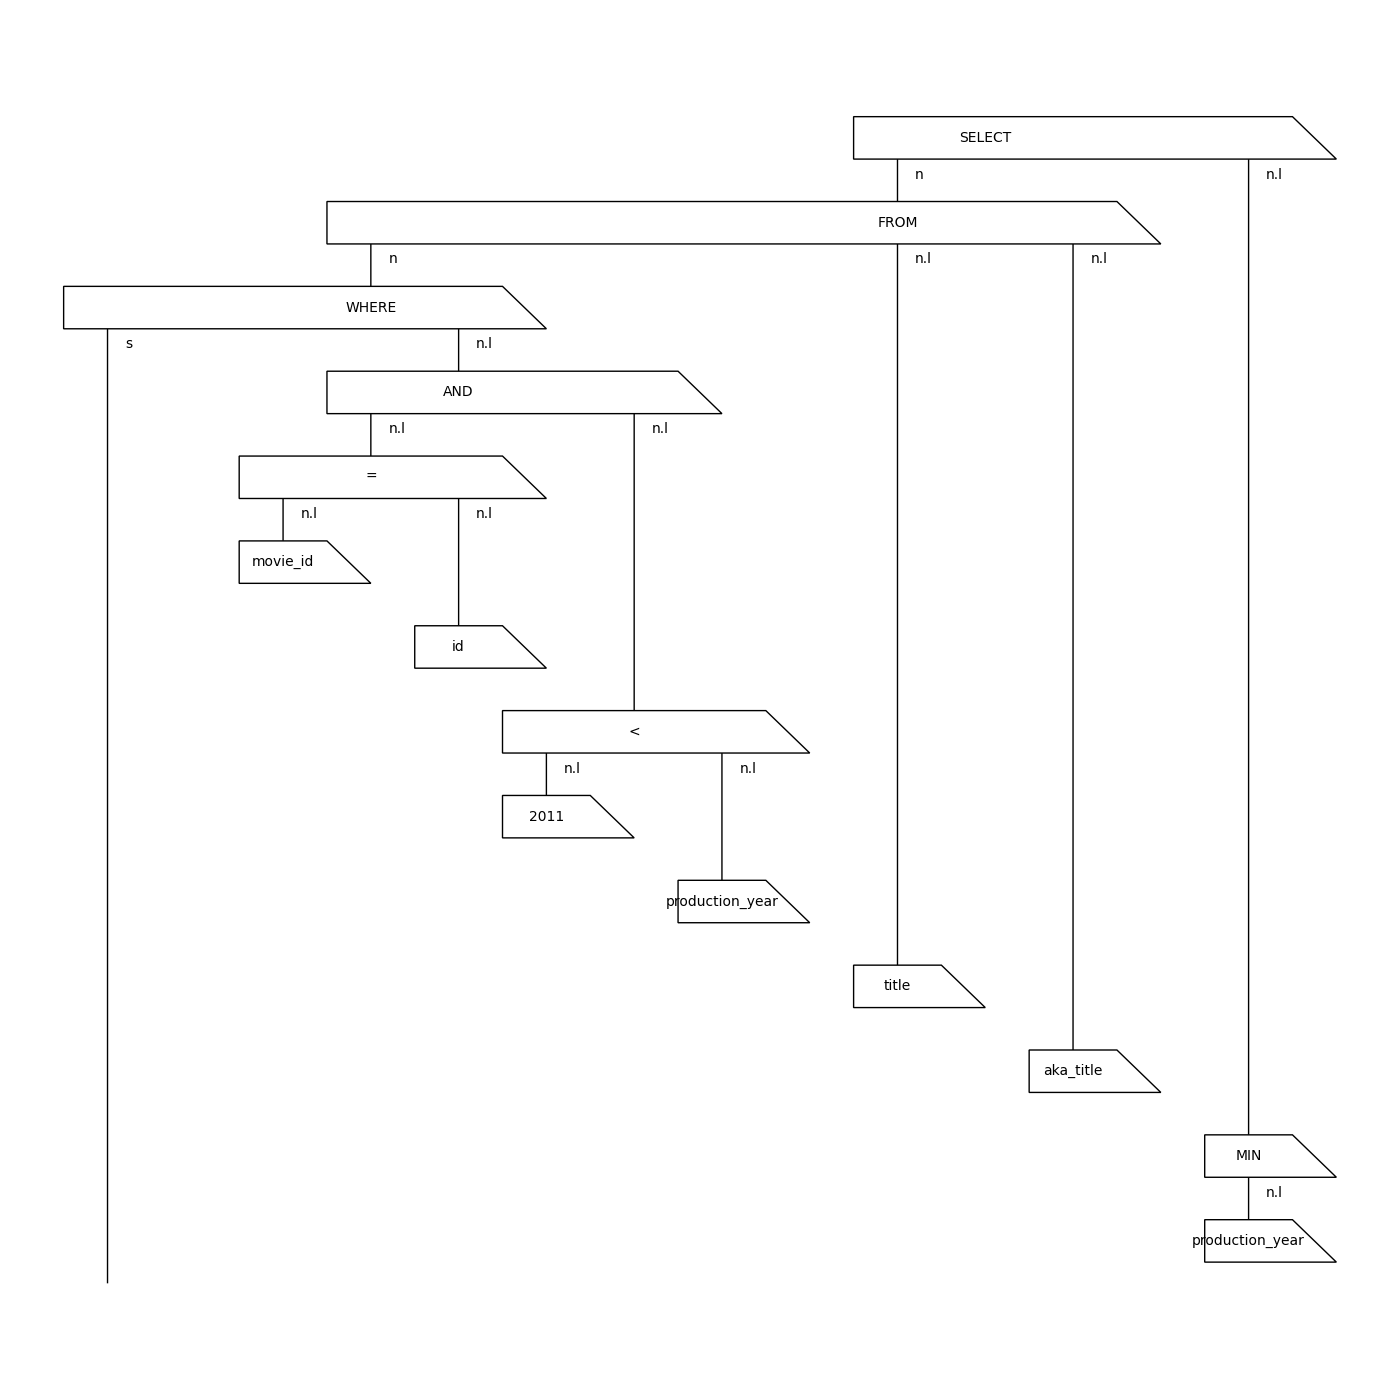 SELECT
n n.l
FROM
n n.l n.l
WHERE
s n.l
AND
n.l n.l
=
n.l n.l
movie_id
id
<
n.l n.l
2011
production_year
title
aka_title
MIN
n.l
production_year